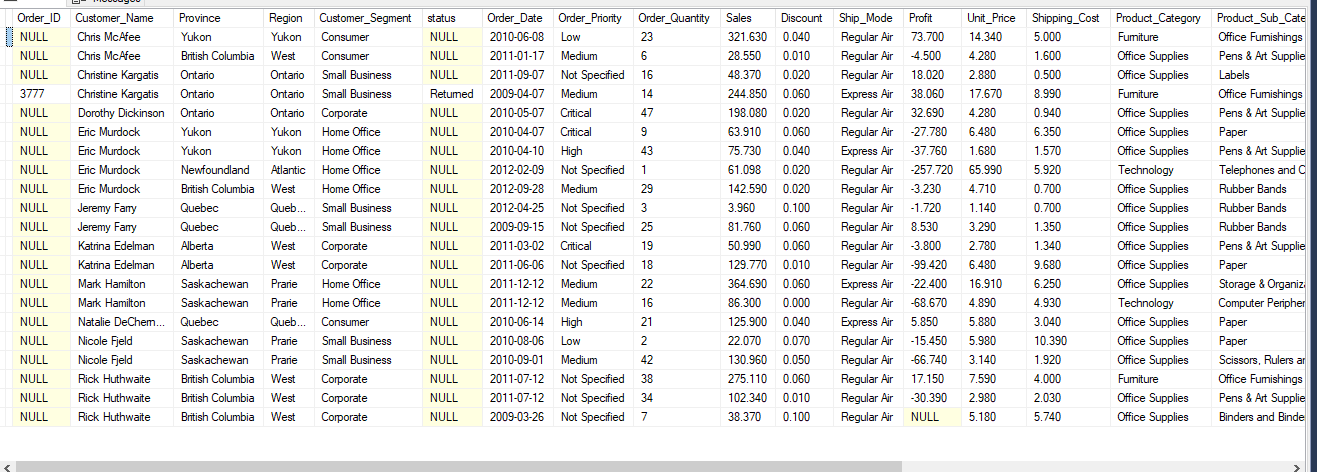 Messages
Order_ID Customer_Name Province Region Customer_Segment status Order_Date Order_Priority Order_Quantity Sales Discount Ship_Mode Profit Unit_Price Shipping_Cost Product_Category Product_Sub_Cate
NULL Chris McAfee Yukon Yukon Consumer NULL 2010-06-08 Low 23 321.630 0.040 Regular Air 73.700 14.340 5.000 Furniture Office Furnishings
NULL Chris McAfee British Columbia West Consumer NULL 2011-01-17 Medium 6 28.550 0.010 Regular Air -4.500 4.280 1.600 Office Supplies Pens & Art Supplie
NULL Christine Kargatis Ontario Ontario Small Business NULL 2011-09-07 Not Specified 16 48.370 0.020 Regular Air 18.020 2.880 0.500 Office Supplies Labels
3777 Christine Kargatis Ontario Ontario Small Business Returned 2009-04-07 Medium 14 244.850 0.060 Express Air 38.060 17.670 8.990 Furniture Office Furnishings
NULL Dorothy Dickinson Ontario Ontario Corporate NULL 2010-05-07 Critical 47 198.080 0.020 Regular Air 32.690 4.280 0.940 Office Supplies Pens & Art Supplie
NULL Eric Murdock Yukon Yukon Home Office NULL 2010-04-07 Critical 9 63.910 0.060 Regular Air -27.780 6.480 6.350 Office Supplies Paper
NULL Eric Murdock Yukon Yukon Home Office NULL 2010-04-10 High 43 75.730 0.040 Express Air -37.760 1.680 1.570 Office Supplies Pens & Art Supplie
NULL Eric Murdock Newfoundland Atlantic Home Office NULL 2012-02-09 Not Specified 1 61.098 0.020 Regular Air -257.720 65.990 5.920 Technology Telephones and C
NULL Eric Murdock British Columbia West Home Office NULL 2012-09-28 Medium 29 142.590 0.020 Regular Air -3.230 4.710 0.700 Office Supplies Rubber Bands
NULL Jeremy Farry Quebec Queb... Small Business NULL 2012-04-25 Not Specified 3 3.960 0.100 Regular Air -1.720 1.140 0.700 Office Supplies Rubber Bands
NULL Jeremy Farry Quebec Queb... Small Business NULL 2009-09-15 Not Specified 25 81.760 0.060 Regular Air 8.530 3.290 1.350 Office Supplies Rubber Bands
NULL Katrina Edelman Alberta West Corporate NULL 2011-03-02 Critical 19 50.990 0.060 Regular Air -3.800 2.780 1.340 Office Supplies Pens & Art Supplie
NULL Katrina Edelman Alberta West Corporate NULL 2011-06-06 Not Specified 18 129.770 0.010 Regular Air -99.420 6.480 9.680 Office Supplies Paper
NULL Mark Hamilton Saskachewan Prarie Home Office NULL 2011-12-12 Medium 22 364.690 0.060 Express Air -22.400 16.910 6.250 Office Supplies Storage & Organiz
NULL Mark Hamilton Saskachewan Prarie Home Office NULL 2011-12-12 Medium 16 86.300 0.000 Regular Air -68.670 4.890 4.930 Technology Computer Peripher
NULL Natalie DeChern... Quebec Queb... Consumer NULL 2010-06-14 High 21 125.900 0.040 Express Air 5.850 5.880 3.040 Office Supplies Paper
NULL Nicole Fjeld Saskachewan Prarie Small Business NULL 2010-08-06 Low 2 22.070 0.070 Regular Air -15.450 5.980 10.390 Office Supplies Paper
NULL Nicole Fjeld Saskachewan Prarie Small Business NULL 2010-09-01 Medium 42 130.960 0.050 Regular Air -66.740 3.140 1.920 Office Supplies Scissors, Rulers ar
NULL Rick Huthwaite British Columbia West Corporate NULL 2011-07-12 Not Specified 38 275.110 0.060 Regular Air 17.150 7.590 4.000 Furniture Office Furnishings
NULL Rick Huthwaite British Columbia West Corporate NULL 2011-07-12 Not Specified 34 102.340 0.010 Regular Air -30.390 2.980 2.030 Office Supplies Pens & Art Supplie
NULL Rick Huthwaite British Columbia West Corporate NULL 2009-03-26 Not Specified 7 38.370 0.100 Regular Air NULL 5.180 5.740 Office Supplies Binders and Binde